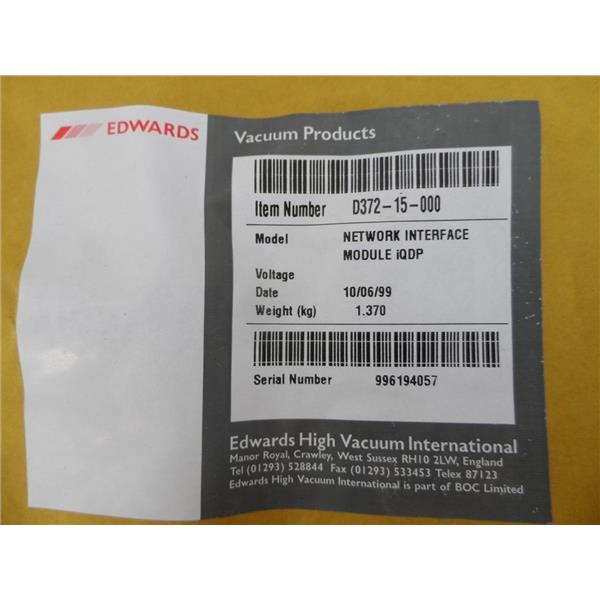 EDWARDS
Vacuum Products
Item Number D372-15-000
Model NETWORK INTERFACE
MODULE iQDP
Voltage
Date 10/06/99
Weight (kg) 1.370
Serial Number 996194057
Edwards High Vacuum International
Manor Royal, Crawley, West Sussex RH10 2LW, England
Tel (01293) 528844 Fax (01293) 533453 Telex 87123
Edwards High Vacuum International is part of BOC Limited